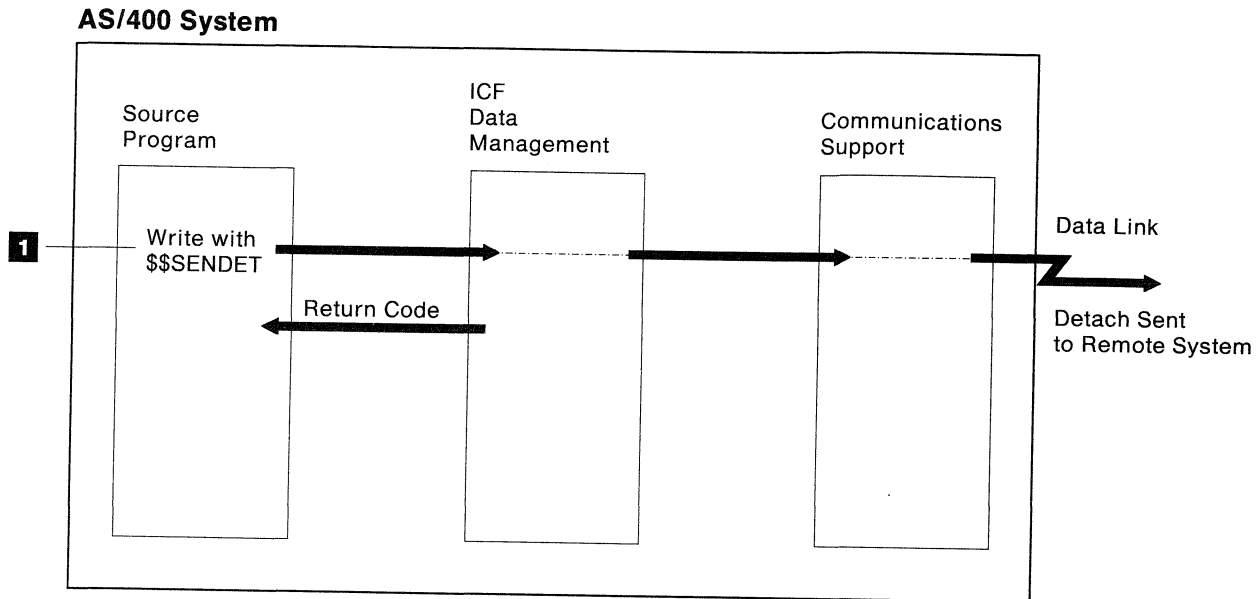 AS/400 System
Source
Program
ICF
Data
Management
Communications
Support
1
Write with
$$SENDET
Return Code
Data Link
Detach Sent
to Remote System